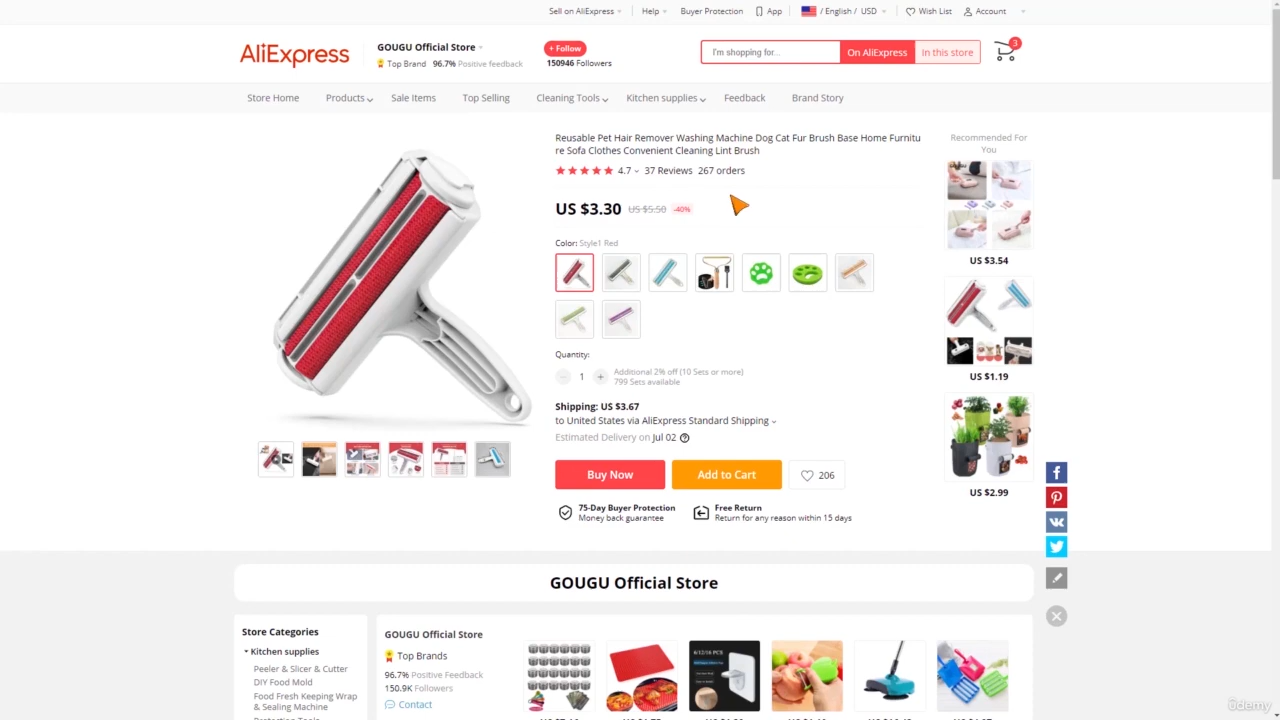 Sell on AliExpress
Help
Buyer Protection
App
/ English / USD
Wish List
Account
AliExpress
GOUGU Official Store
Top Brand 96.7% Positive feedback
+ Follow
150946 Followers
I'm shopping for...
On AliExpress
In this store
3
Store Home
Products
Sale Items
Top Selling
Cleaning Tools
Kitchen supplies
Feedback
Brand Story
Reusable Pet Hair Remover Washing Machine Dog Cat Fur Brush Base Home Furnitu
re Sofa Clothes Convenient Cleaning Lint Brush
4.7 37 Reviews 267 orders
US $3.30 US $5.50 -40%
Color: Style1 Red
Quantity:
1
Additional 2% off (10 Sets or more)
799 Sets available
Shipping: US $3.67
to United States via AliExpress Standard Shipping
Estimated Delivery on Jul 02
Buy Now
Add to Cart
206
75-Day Buyer Protection
Money back guarantee
Free Return
Return for any reason within 15 days
Recommended For
You
US $3.54
US $1.19
US $2.99
GOUGU Official Store
Store Categories
Kitchen supplies
Peeler & Slicer & Cutter
DIY Food Mold
Food Fresh Keeping Wrap
& Sealing Machine
GOUGU Official Store
Top Brands
96.7% Positive Feedback
150.9K Followers
Contact
6/12/16 PCS
ûdemy